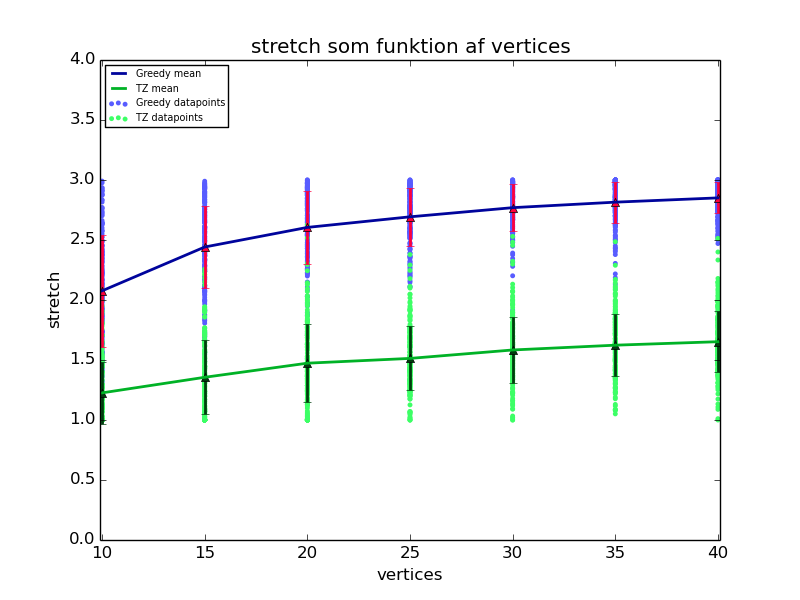 stretch som funktion af vertices
4.0
3.5
3.0
2.5
2.0
1.5
1.0
0.5
0.0
stretch
Greedy mean
TZ mean
Greedy datapoints
TZ datapoints
10 15 20 25 30 35 40
vertices